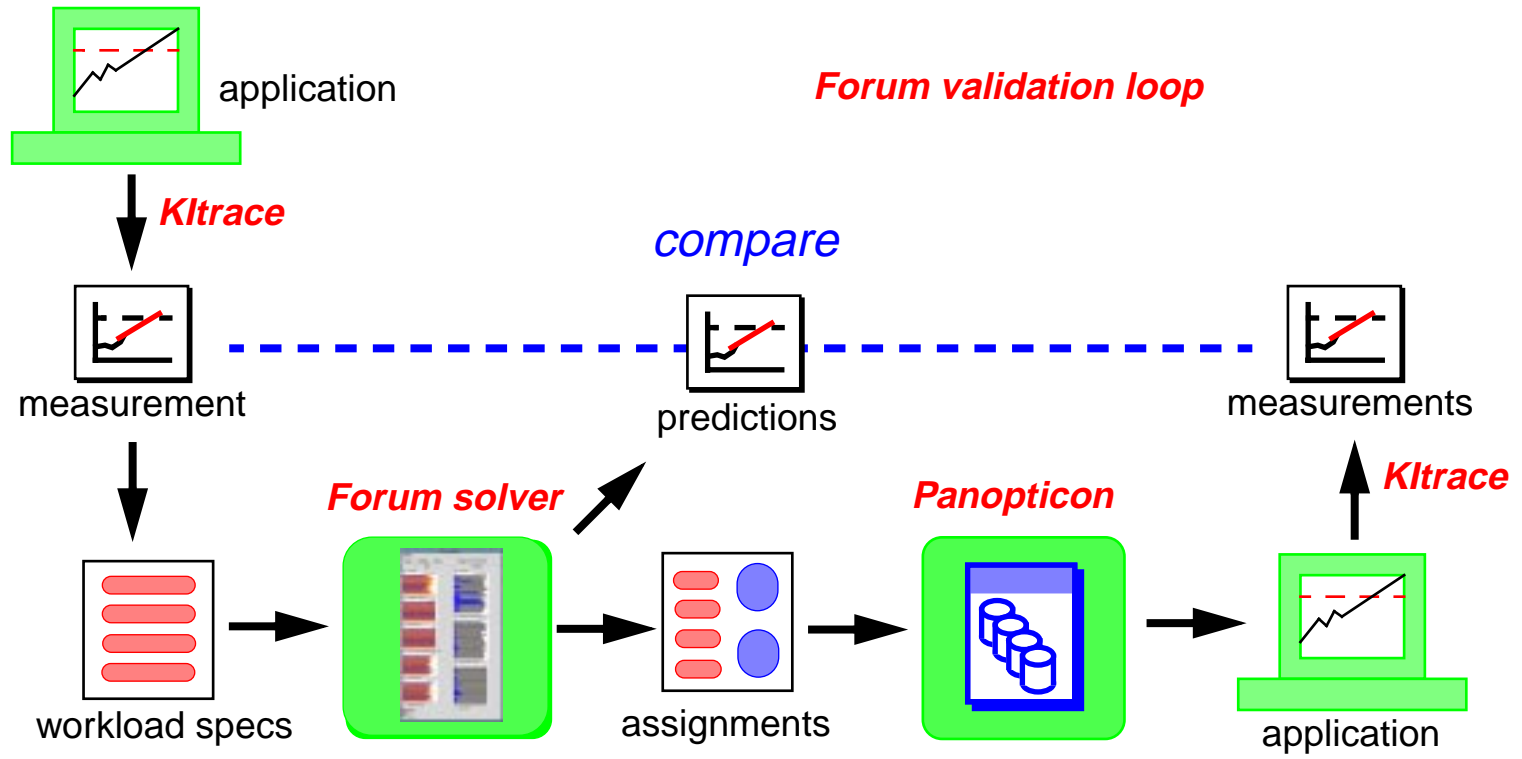 application
Forum validation loop
KItrace
compare
measurement
predictions
measurements
Forum solver
Panopticon
KItrace
workload specs
assignments
application